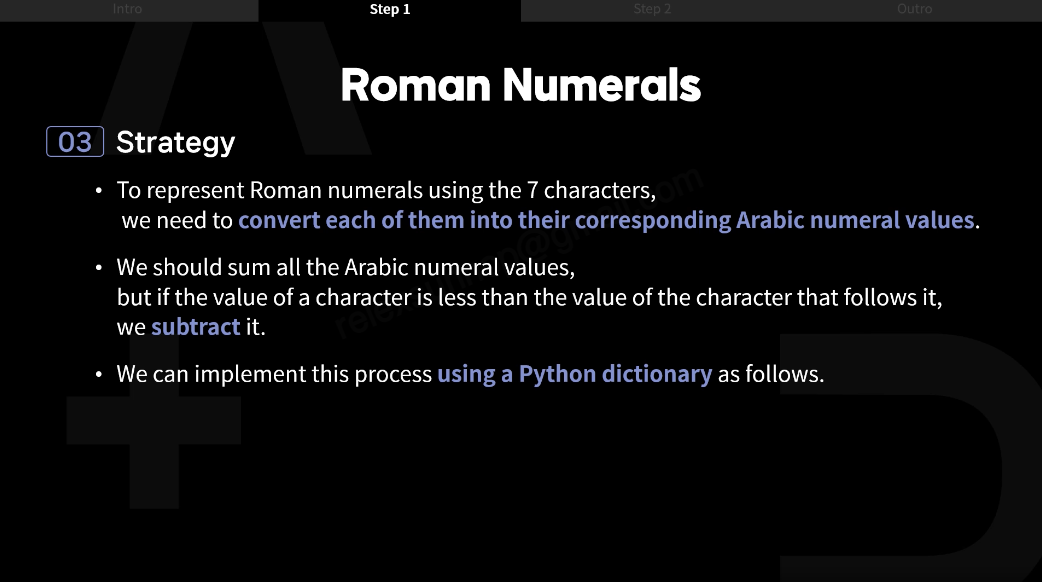 Intro
Step 1
Step 2
Outro
Roman Numerals
03 Strategy
• To represent Roman numerals using the 7 characters,
we need to convert each of them into their corresponding Arabic numeral values.
• We should sum all the Arabic numeral values,
but if the value of a character is less than the value of the character that follows it,
we subtract it.
• We can implement this process using a Python dictionary as follows.